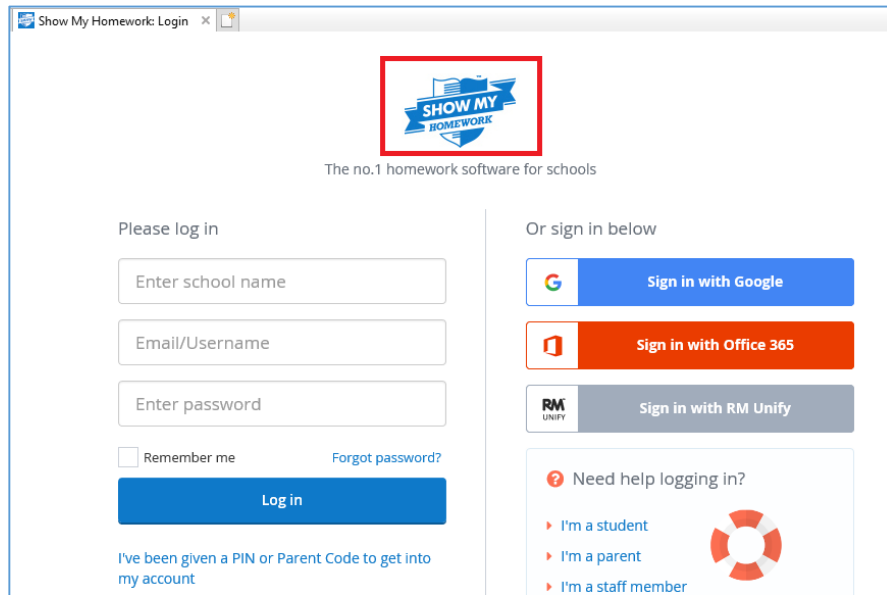 Show My Homework: Login
SHOW MY
HOMEWORK
The no.1 homework software for schools
Please log in
Enter school name
Email/Username
Enter password
Remember me
Forgot password?
Log in
I've been given a PIN or Parent Code to get into
my account
Or sign in below
Sign in with Google
Sign in with Office 365
RM
UNIFY
Sign in with RM Unify
Need help logging in?
I'm a student
I'm a parent
I'm a staff member